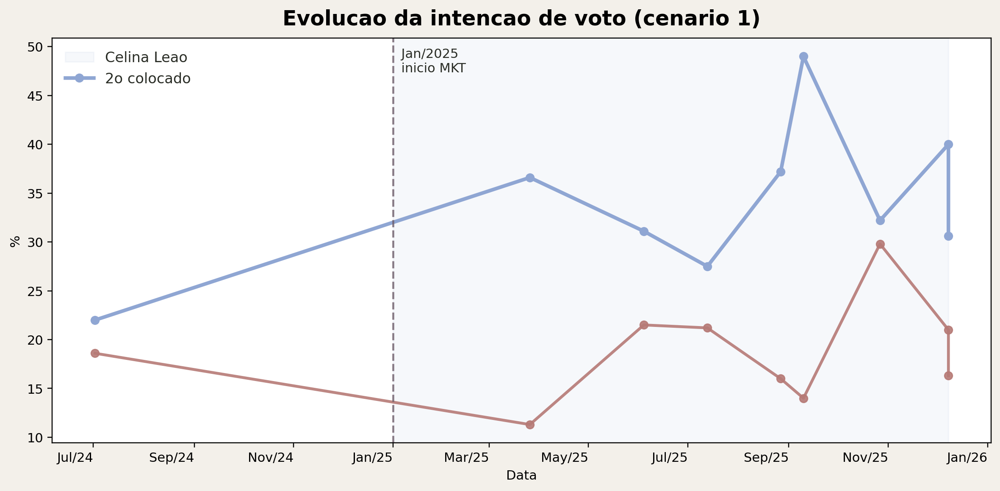 Evolucao da intencao de voto (cenario 1)
Celina Leao
2o colocado
Jan/2025
inicio MKT
50
45
40
35
30
25
20
15
10
%
Jul/24 Sep/24 Nov/24 Jan/25 Mar/25 May/25 Jul/25 Sep/25 Nov/25 Jan/26
Data